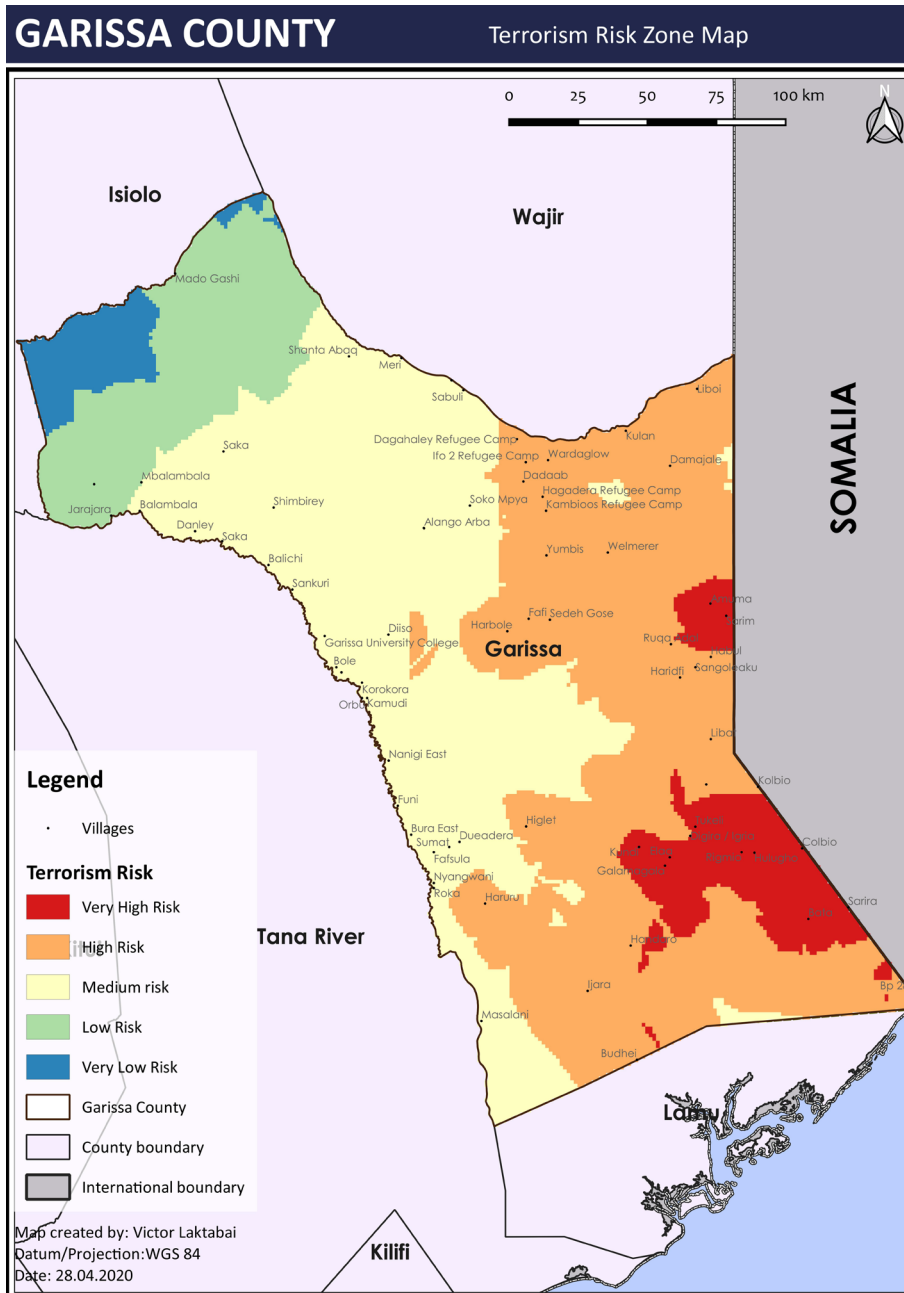 GARISSA COUNTY
Terrorism Risk Zone Map
0 25 50 75 100 km
N
Isiolo
Wajir
SOMALIA
Mado Gashi
Shanta Abaq
Meri
Sabuli
Liboi
Kulan
Dagahaley Refugee Camp
Ifo 2 Refugee Camp
Wardaglow
Damajale
Saka
Mbalambala
Dadaab
Hagadera Refugee Camp
Kambioos Refugee Camp
Jarajara
Balambala
Shimbirey
Soko Mpya
Alango Arba
Danley
Saka
Balichi
Yumbis
Welmerer
Sankuri
Fafi
Sedeh Gose
Harbole
Diiso
Garissa University College
Garissa
Ruqa
Sangoleaku
Haridfi
Bole
Korokora
Orbu
Kamudi
Liba
Nanigi East
Kolbio
Funi
Higlet
Bura East
Dueadera
Sumat
Fafsula
Colbio
Nyangwani
Roka
Haruru
Sarira
Tana River
Ijara
Bp 2
Masalani
Budhei
Lamu
Kilifi
Legend
Villages
Terrorism Risk
Very High Risk
High Risk
Medium risk
Low Risk
Very Low Risk
Garissa County
County boundary
International boundary
Map created by: Victor Laktabai
Datum/Projection:WGS 84
Date: 28.04.2020